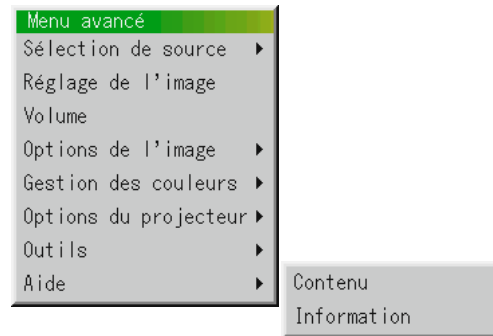 Menu avancé
Sélection de source
Réglage de l'image
Volume
Options de l'image
Gestion des couleurs
Options du projecteur
Outils
Aide
Contenu
Information